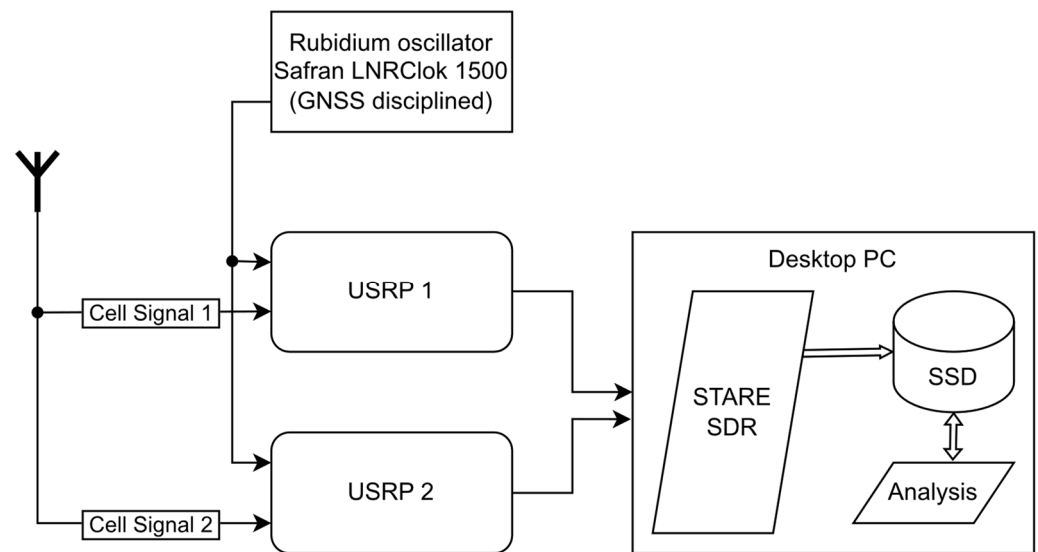 Rubidium oscillator
Safran LNRClok 1500
(GNSS disciplined)
Cell Signal 1
USRP 1
Cell Signal 2
USRP 2
Desktop PC
STARE
SDR
SSD
Analysis